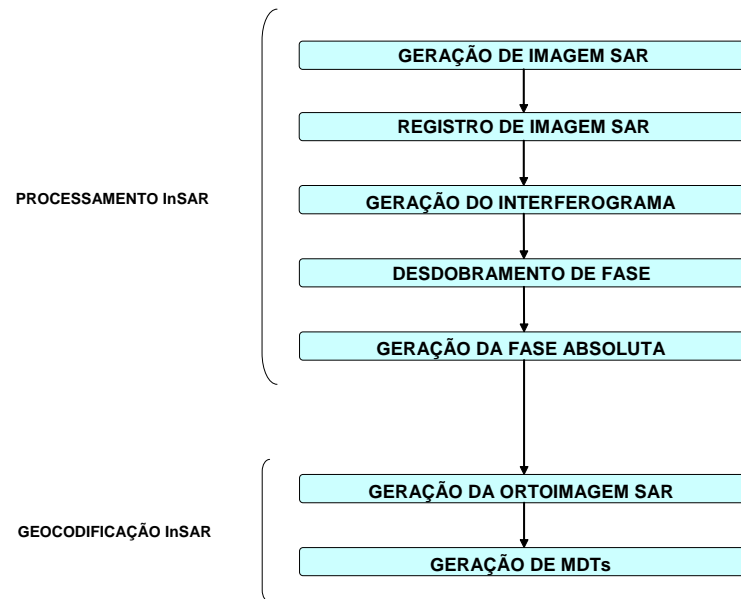 GERAÇÃO DE IMAGEM SAR
REGISTRO DE IMAGEM SAR
PROCESSAMENTO InSAR
GERAÇÃO DO INTERFEROGRAMA
DESDOBRAMENTO DE FASE
GERAÇÃO DA FASE ABSOLUTA
GERAÇÃO DA ORTOIMAGEM SAR
GEOCODIFICAÇÃO InSAR
GERAÇÃO DE MDTs